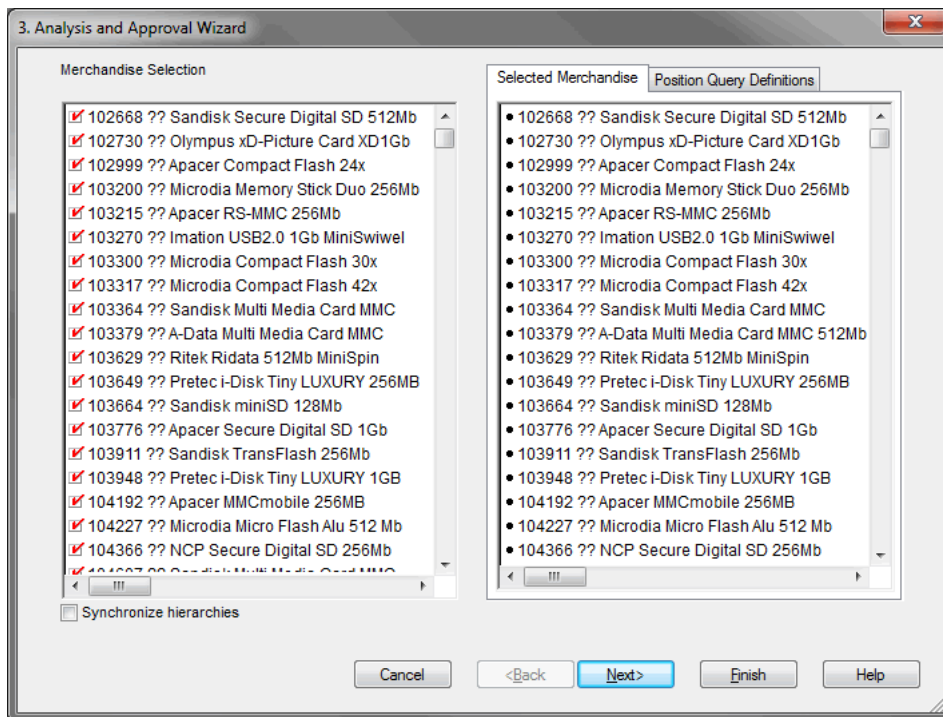 3. Analysis and Approval Wizard
Merchandise Selection
102668 ?? Sandisk Secure Digital SD 512Mb
102730 ?? Olympus xD-Picture Card XD1Gb
102999 ?? Apacer Compact Flash 24x
103200 ?? Microdia Memory Stick Duo 256Mb
103215 ?? Apacer RS-MMC 256Mb
103270 ?? Imation USB2.0 1Gb MiniSwiwel
103300 ?? Microdia Compact Flash 30x
103317 ?? Microdia Compact Flash 42x
103364 ?? Sandisk Multi Media Card MMC
103379 ?? A-Data Multi Media Card MMC
103629 ?? Ritek Ridata 512Mb MiniSpin
103649 ?? Pretec i-Disk Tiny LUXURY 256MB
103664 ?? Sandisk miniSD 128Mb
103776 ?? Apacer Secure Digital SD 1Gb
103911 ?? Sandisk TransFlash 256Mb
103948 ?? Pretec i-Disk Tiny LUXURY 1GB
104192 ?? Apacer MMCmobile 256MB
104227 ?? Microdia Micro Flash Alu 512 Mb
104366 ?? NCP Secure Digital SD 256Mb
?? Sandisk Multi Media Card MMC
Synchronize hierarchies
Selected Merchandise
Position Query Definitions
• 102668 ?? Sandisk Secure Digital SD 512Mb
• 102730 ?? Olympus xD-Picture Card XD1Gb
• 102999 ?? Apacer Compact Flash 24x
• 103200 ?? Microdia Memory Stick Duo 256Mb
• 103215 ?? Apacer RS-MMC 256Mb
• 103270 ?? Imation USB2.0 1Gb MiniSwiwel
• 103300 ?? Microdia Compact Flash 30x
• 103317 ?? Microdia Compact Flash 42x
• 103364 ?? Sandisk Multi Media Card MMC
• 103379 ?? A-Data Multi Media Card MMC 512Mb
• 103629 ?? Ritek Ridata 512Mb MiniSpin
• 103649 ?? Pretec i-Disk Tiny LUXURY 256MB
• 103664 ?? Sandisk miniSD 128Mb
• 103776 ?? Apacer Secure Digital SD 1Gb
• 103911 ?? Sandisk TransFlash 256Mb
• 103948 ?? Pretec i-Disk Tiny LUXURY 1GB
• 104192 ?? Apacer MMCmobile 256MB
• 104227 ?? Microdia Micro Flash Alu 512 Mb
• 104366 ?? NCP Secure Digital SD 256Mb
Cancel
<Back
Next>
Finish
Help